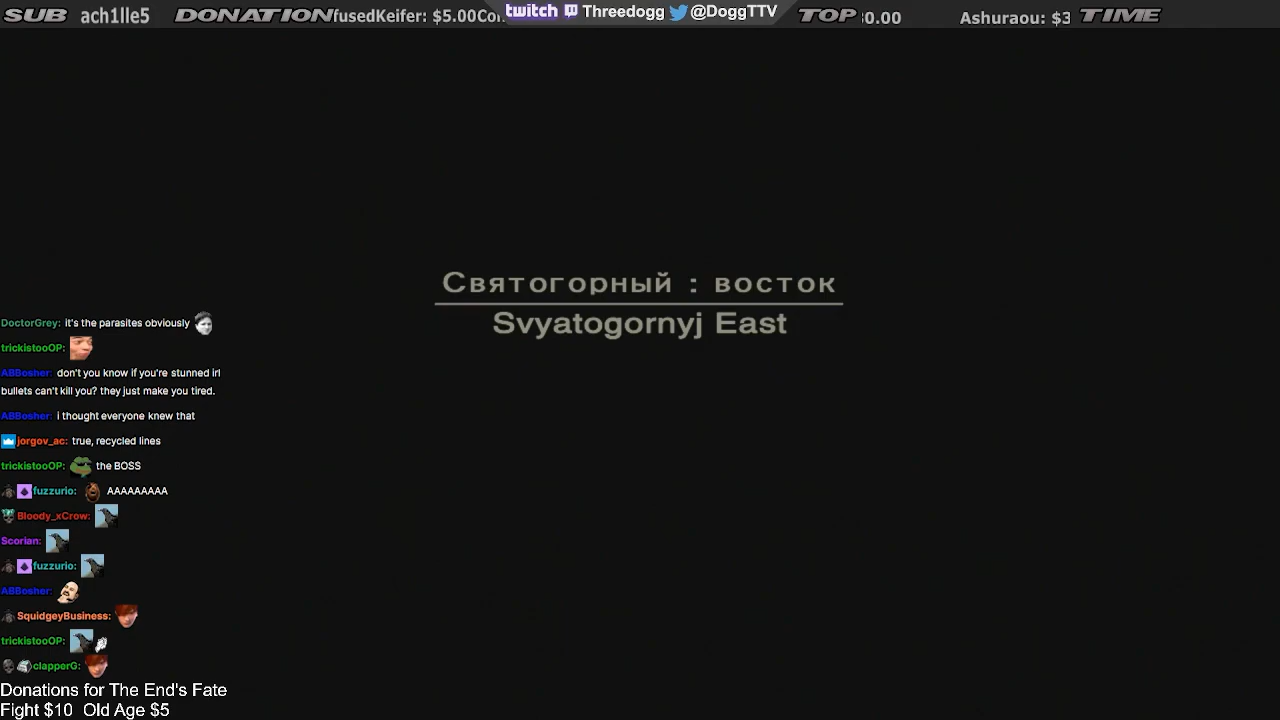 SUB ach1lle5 DONATION fusedKeifer: $5.00 twitch Threedogg @DoggTTV TOP 0.00 Ashuraou: $3 TIME
Святогорный : восток
Svyatogornyj East
DoctorGrey: it's the parasites obviously
trickistooOP:
ABBosher: don't you know if you're stunned irl
bullets can't kill you? they just make you tired.
ABBosher: i thought everyone knew that
jorgov_ac: true, recycled lines
trickistooOP: the BOSS
fuzzurio: AAAAAAAAA
Bloody_xCrow:
Scorian:
fuzzurio:
ABBosher:
SquidgeyBusiness:
trickistooOP:
clapperG:
Donations for The End's Fate
Fight $10 Old Age $5